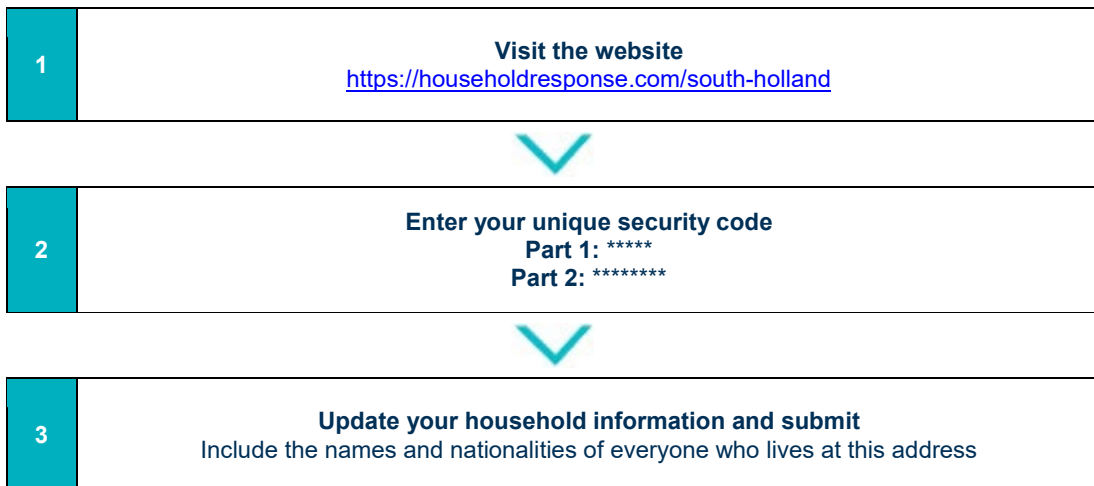 1
Visit the website
https://householdresponse.com/south-holland
2
Enter your unique security code
Part 1: *****
Part 2: ********
3
Update your household information and submit
Include the names and nationalities of everyone who lives at this address